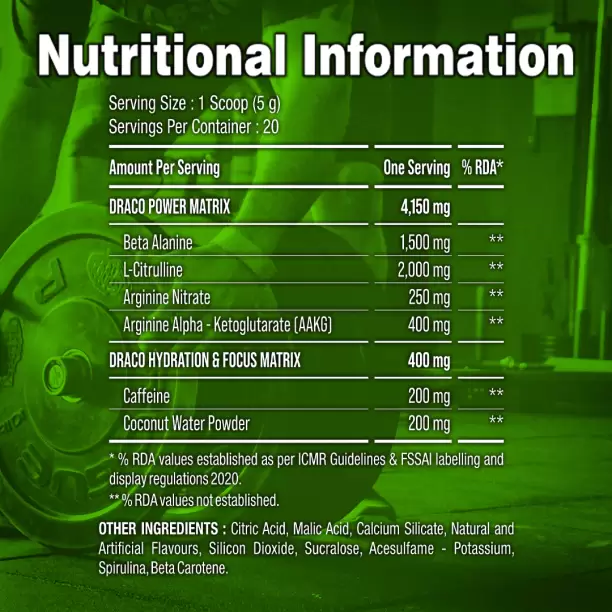 Nutritional Information
Serving Size : 1 Scoop (5 g)
Servings Per Container : 20
Amount Per Serving One Serving % RDA*
DRACO POWER MATRIX 4,150 mg
Beta Alanine 1,500 mg **
L-Citrulline 2,000 mg **
Arginine Nitrate 250 mg **
Arginine Alpha - Ketoglutarate (AAKG) 400 mg **
DRACO HYDRATION & FOCUS MATRIX 400 mg
Caffeine 200 mg **
Coconut Water Powder 200 mg **
* % RDA values established as per ICMR Guidelines & FSSAI labelling and
display regulations 2020.
** % RDA values not established.
OTHER INGREDIENTS : Citric Acid, Malic Acid, Calcium Silicate, Natural and
Artificial Flavours, Silicon Dioxide, Sucralose, Acesulfame - Potassium,
Spirulina, Beta Carotene.